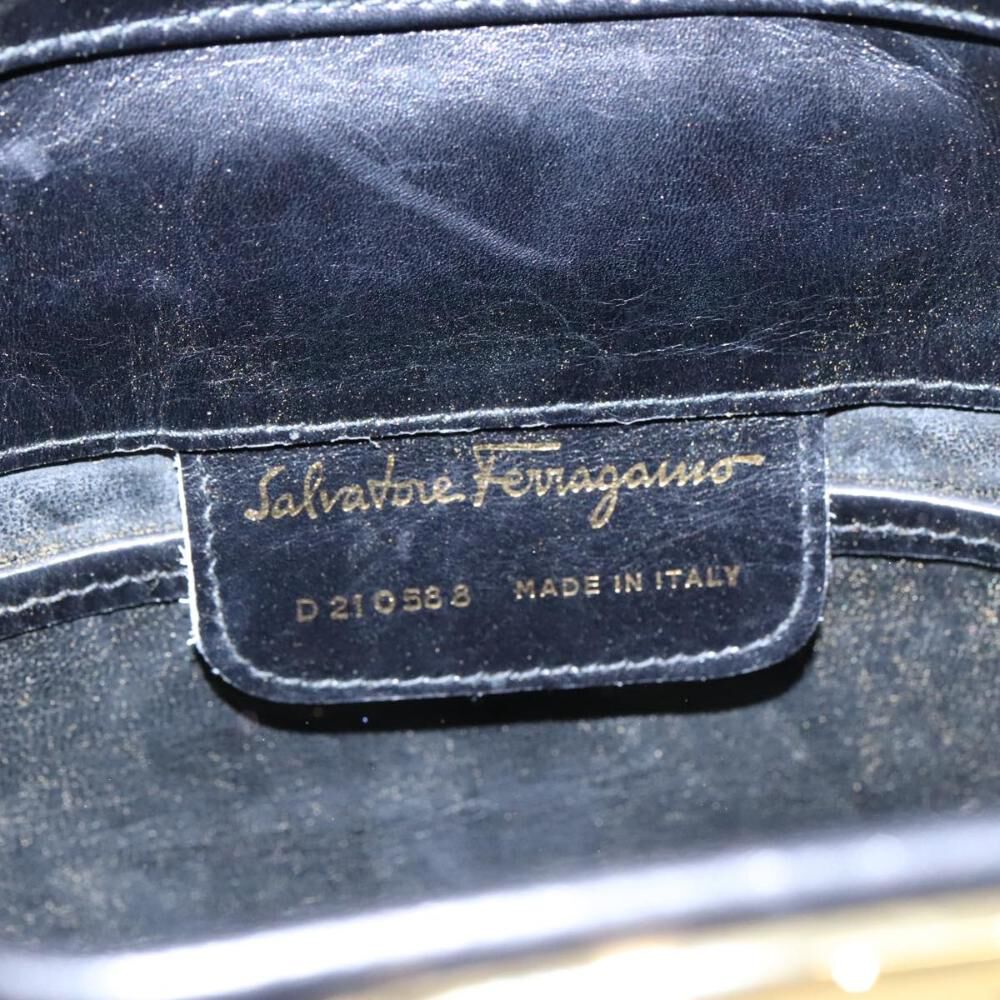 Salvatore Ferragamo
D 21 0588 MADE IN ITALY